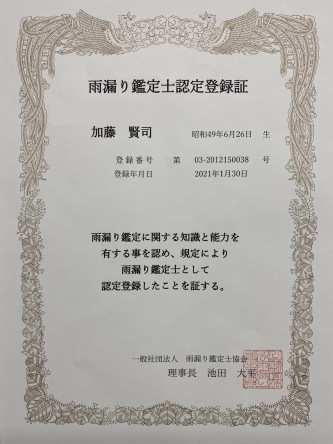 雨漏り鑑定士認定登録証
加藤 賢司 昭和49年6月26日 生
登録番号 第 03-2012150038 号
登録年月日 2021年1月30日
雨漏り鑑定に関する知識と能力を
有する事を認め、規定により
雨漏り鑑定士として
認定登録したことを証する。
一般社団法人 雨漏り鑑定士協会
理事長 池田 大平